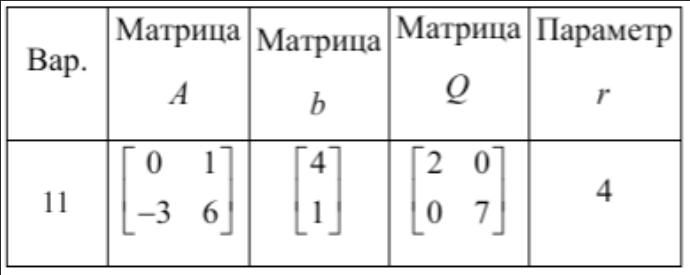 Вар. Матрица A Матрица b Матрица Q Параметр r
11 [0 1; −3 6] [4; 1] [2 0; 0 7] 4